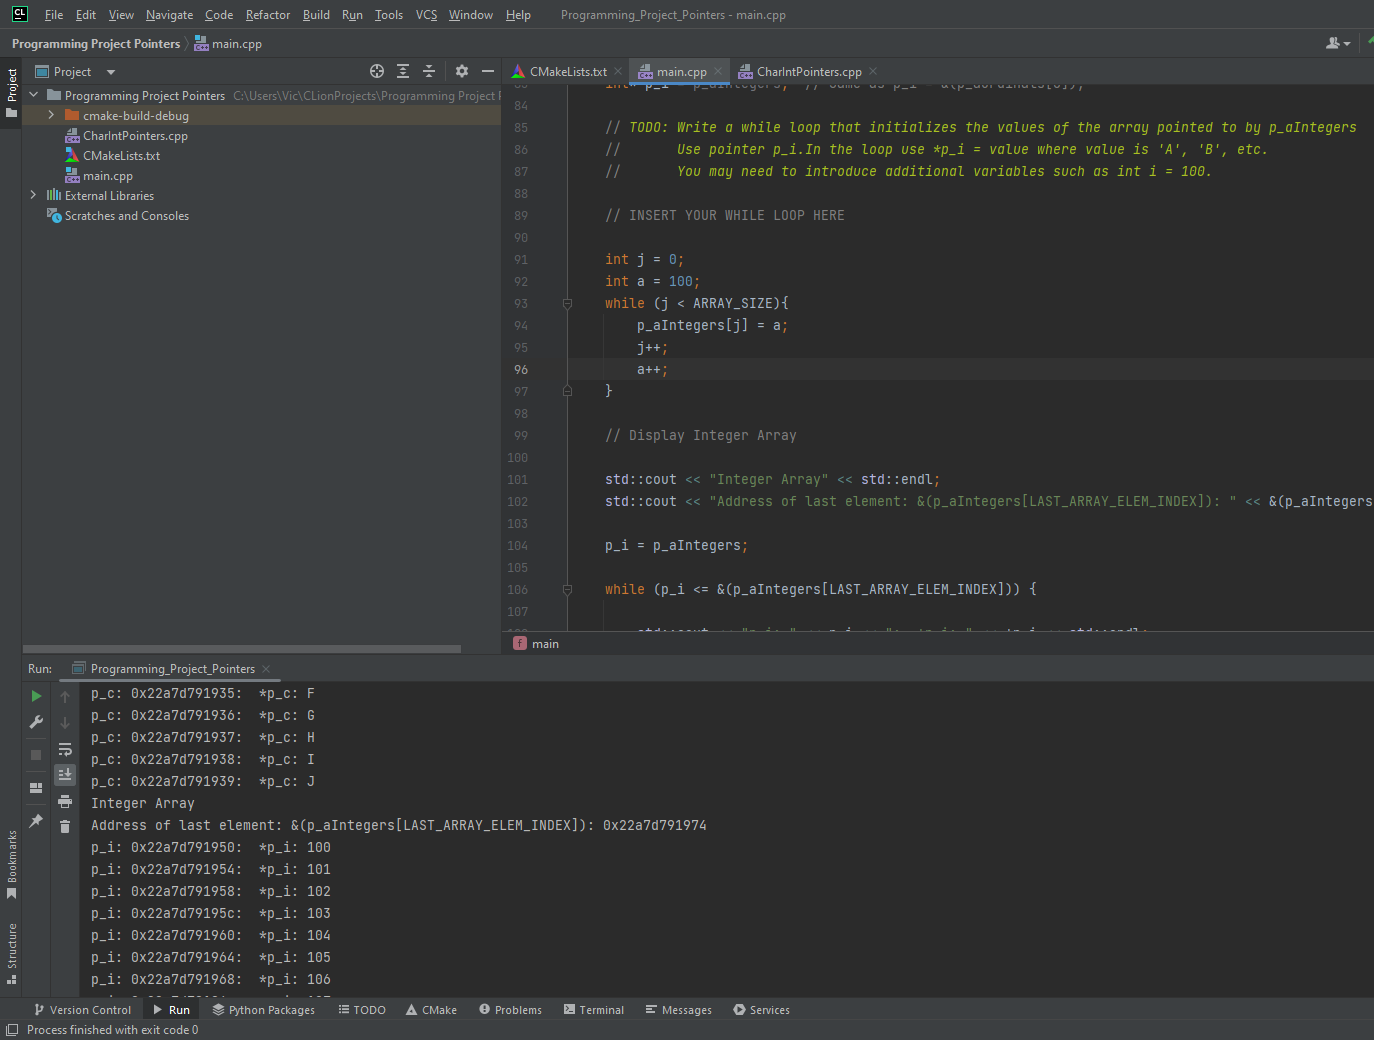 CL File Edit View Navigate Code Refactor Build Run Tools VCS Window Help Programming_Project_Pointers - main.cpp
Programming Project Pointers main.cpp
Project
Project
Programming Project Pointers C:\Users\Vic\CLionProjects\Programming Project
cmake-build-debug
CharIntPointers.cpp
CMakeLists.txt
main.cpp
External Libraries
Scratches and Consoles
CMakeLists.txt main.cpp CharIntPointers.cpp
84
85 // TODO: Write a while loop that initializes the values of the array pointed to by p_aIntegers
86 // Use pointer p_i.In the loop use *p_i = value where value is 'A', 'B', etc.
87 // You may need to introduce additional variables such as int i = 100.
88
89 // INSERT YOUR WHILE LOOP HERE
90
91 int j = 0;
92 int a = 100;
93 while (j < ARRAY_SIZE){
94 p_aIntegers[j] = a;
95 j++;
96 a++;
97 }
98
99 // Display Integer Array
100
101 std::cout << "Integer Array" << std::endl;
102 std::cout << "Address of last element: &(p_aIntegers[LAST_ARRAY_ELEM_INDEX]): " << &(p_aIntegers
103
104 p_i = p_aIntegers;
105
106 while (p_i <= &(p_aIntegers[LAST_ARRAY_ELEM_INDEX])) {
107
f main
Run: Programming_Project_Pointers
p_c: 0x22a7d791935: *p_c: F
p_c: 0x22a7d791936: *p_c: G
p_c: 0x22a7d791937: *p_c: H
p_c: 0x22a7d791938: *p_c: I
p_c: 0x22a7d791939: *p_c: J
Integer Array
Address of last element: &(p_aIntegers[LAST_ARRAY_ELEM_INDEX]): 0x22a7d791974
p_i: 0x22a7d791950: *p_i: 100
p_i: 0x22a7d791954: *p_i: 101
p_i: 0x22a7d791958: *p_i: 102
p_i: 0x22a7d79195c: *p_i: 103
p_i: 0x22a7d791960: *p_i: 104
p_i: 0x22a7d791964: *p_i: 105
p_i: 0x22a7d791968: *p_i: 106
Bookmarks
Structure
Version Control Run Python Packages TODO CMake Problems Terminal Messages Services
Process finished with exit code 0